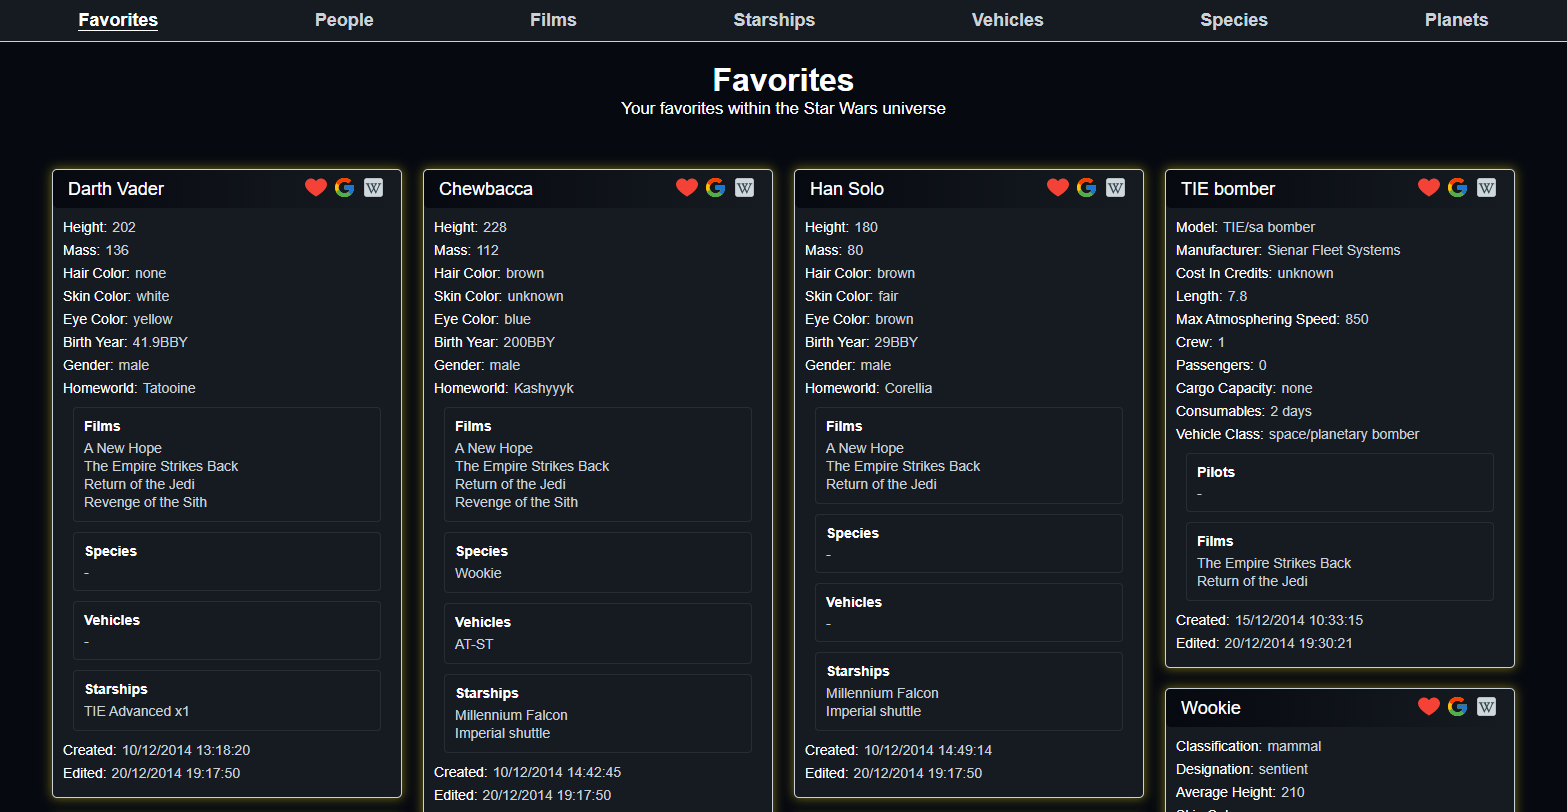 Favorites People Films Starships Vehicles Species Planets
Favorites
Your favorites within the Star Wars universe
Darth Vader
Height: 202
Mass: 136
Hair Color: none
Skin Color: white
Eye Color: yellow
Birth Year: 41.9BBY
Gender: male
Homeworld: Tatooine
Films
A New Hope
The Empire Strikes Back
Return of the Jedi
Revenge of the Sith
Species
-
Vehicles
-
Starships
TIE Advanced x1
Created: 10/12/2014 13:18:20
Edited: 20/12/2014 19:17:50
Chewbacca
Height: 228
Mass: 112
Hair Color: brown
Skin Color: unknown
Eye Color: blue
Birth Year: 200BBY
Gender: male
Homeworld: Kashyyyk
Films
A New Hope
The Empire Strikes Back
Return of the Jedi
Revenge of the Sith
Species
Wookie
Vehicles
AT-ST
Starships
Millennium Falcon
Imperial shuttle
Created: 10/12/2014 14:42:45
Edited: 20/12/2014 19:17:50
Han Solo
Height: 180
Mass: 80
Hair Color: brown
Skin Color: fair
Eye Color: brown
Birth Year: 29BBY
Gender: male
Homeworld: Corellia
Films
A New Hope
The Empire Strikes Back
Return of the Jedi
Species
-
Vehicles
-
Starships
Millennium Falcon
Imperial shuttle
Created: 10/12/2014 14:49:14
Edited: 20/12/2014 19:17:50
TIE bomber
Model: TIE/sa bomber
Manufacturer: Sienar Fleet Systems
Cost In Credits: unknown
Length: 7.8
Max Atmosphering Speed: 850
Crew: 1
Passengers: 0
Cargo Capacity: none
Consumables: 2 days
Vehicle Class: space/planetary bomber
Pilots
-
Films
The Empire Strikes Back
Return of the Jedi
Created: 15/12/2014 10:33:15
Edited: 20/12/2014 19:30:21
Wookie
Classification: mammal
Designation: sentient
Average Height: 210